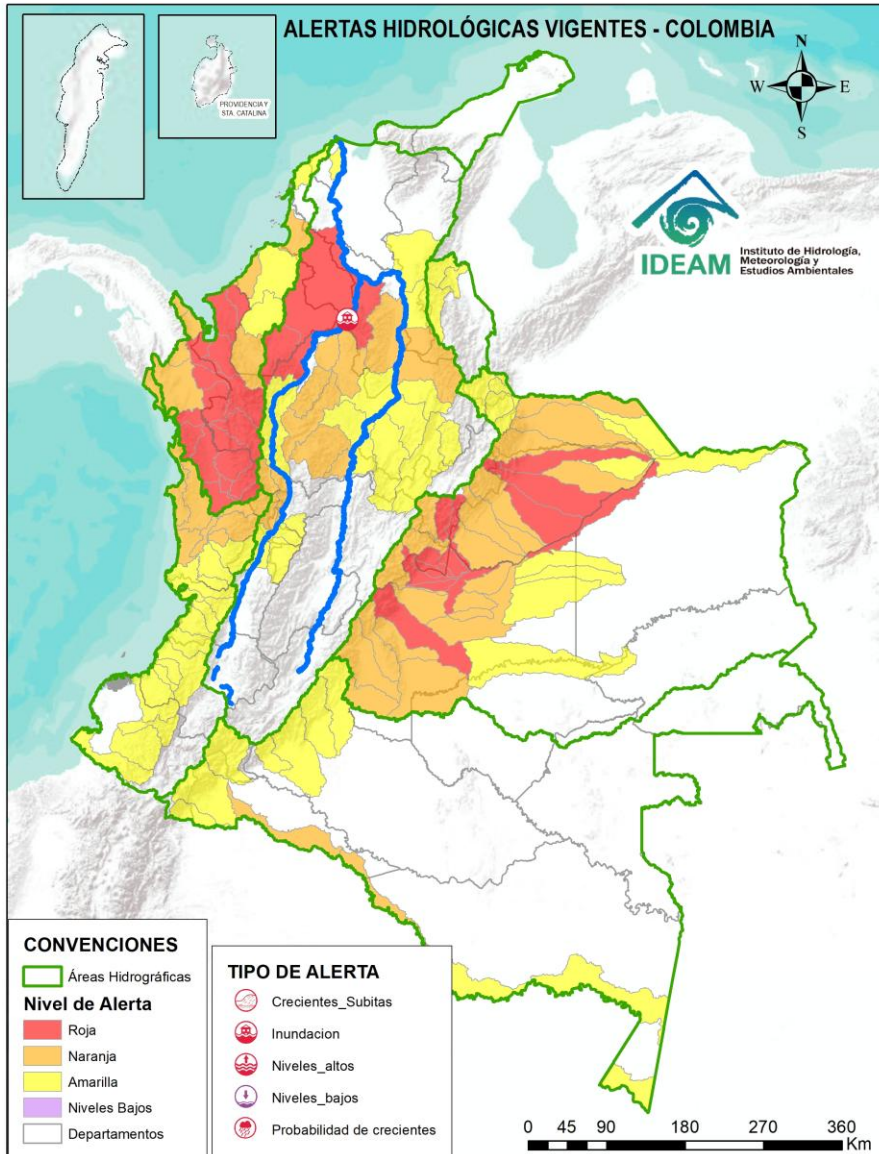 ALERTAS HIDROLÓGICAS VIGENTES - COLOMBIA
PROVIDENCIA Y
STA. CATALINA
N
W
E
S
IDEAM
Instituto de Hidrología,
Meteorología y
Estudios Ambientales
CONVENCIONES
Áreas Hidrográficas
Nivel de Alerta
Roja
Naranja
Amarilla
Niveles Bajos
Departamentos
TIPO DE ALERTA
Crecientes_Subitas
Inundacion
Niveles_altos
Niveles_bajos
Probabilidad de crecientes
0 45 90 180 270 360
Km